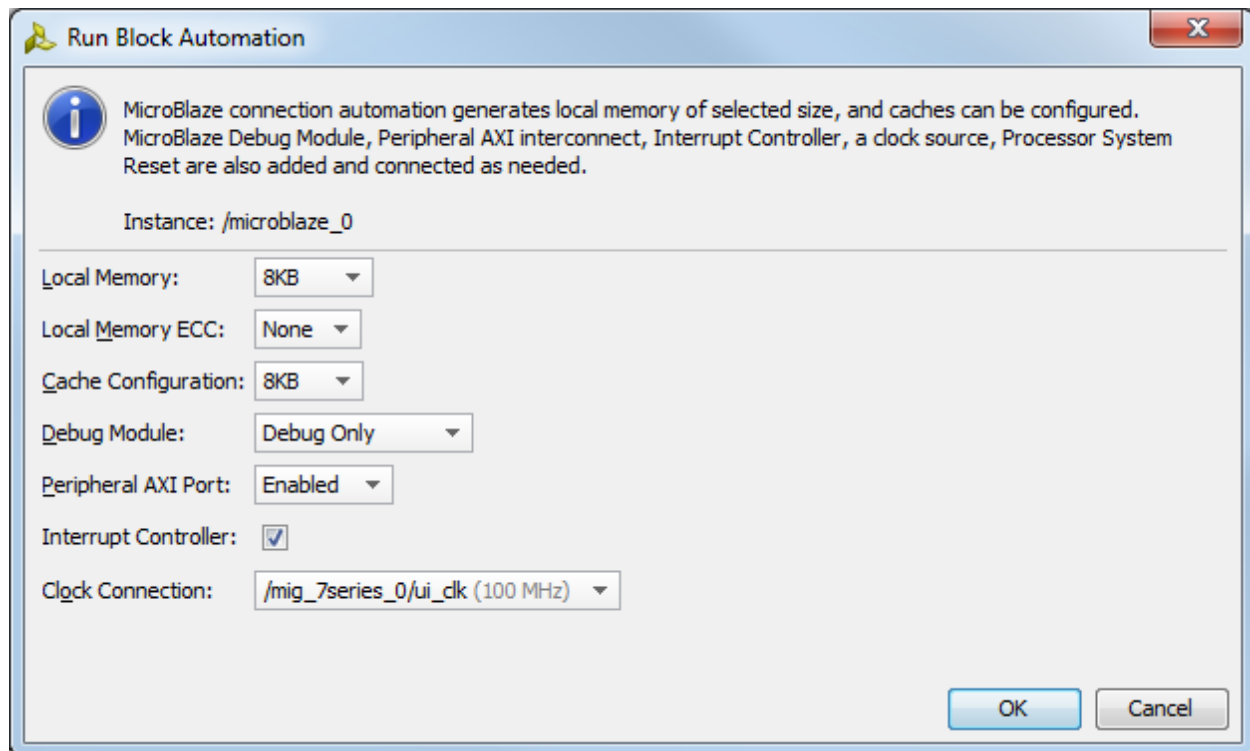 Run Block Automation
MicroBlaze connection automation generates local memory of selected size, and caches can be configured.
MicroBlaze Debug Module, Peripheral AXI interconnect, Interrupt Controller, a clock source, Processor System
Reset are also added and connected as needed.
Instance: /microblaze_0
Local Memory: 8KB
Local Memory ECC: None
Cache Configuration: 8KB
Debug Module: Debug Only
Peripheral AXI Port: Enabled
Interrupt Controller:
Clock Connection: /mig_7series_0/ui_clk (100 MHz)
OK Cancel